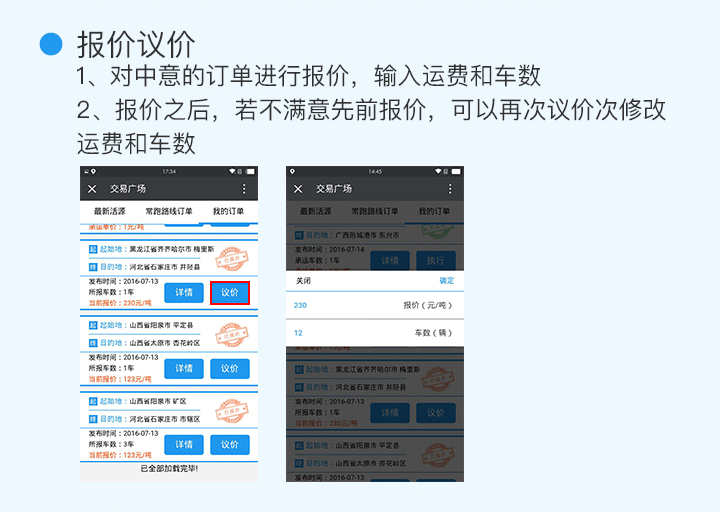 报价议价
1、对中意的订单进行报价，输入运费和车数
2、报价之后，若不满意先前报价，可以再次议价次修改
运费和车数
17:34
交易广场
最新活源 常跑路线订单 我的订单
承运单价：1元/吨
起 起始地：黑龙江省齐齐哈尔市 梅里斯
终 目的地：河北省石家庄市 井陉县
已报价
发布时间：2016-07-13
所报车数：1车
当前报价：230元/吨
详情 议价
起 起始地：山西省阳泉市 平定县
终 目的地：山西省太原市 杏花岭区
已报价
发布时间：2016-07-13
所报车数：1车
当前报价：123元/吨
详情 议价
起 起始地：山西省阳泉市 矿区
终 目的地：河北省石家庄市 市辖区
已报价
发布时间：2016-07-13
所报车数：3车
当前报价：123元/吨
详情 议价
已全部加载完毕!
14:45
交易广场
最新活源 常跑路线订单 我的订单
终 目的地：广西防城港市 东兴市
发布时间：2016-07-14
承运车数：1车
详情 执行
关闭 确定
230 报价（元/吨）
12 车数（辆）
起 起始地：黑龙江省齐齐哈尔市 梅里斯
终 目的地：河北省石家庄市 井陉县
已报价
发布时间：2016-07-13
所报车数：1车
当前报价：230元/吨
详情 议价
起 起始地：山西省阳泉市 平定县
终 目的地：山西省太原市 杏花岭区
已报价
发布时间：2016-07-13